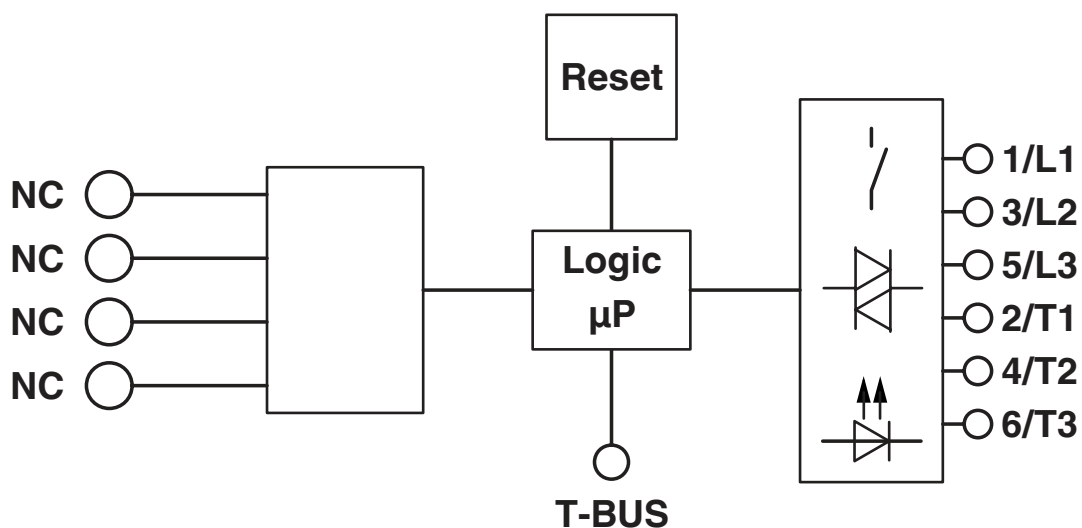 Reset
NC
NC
NC
NC
Logic
µP
T-BUS
1/L1
3/L2
5/L3
2/T1
4/T2
6/T3